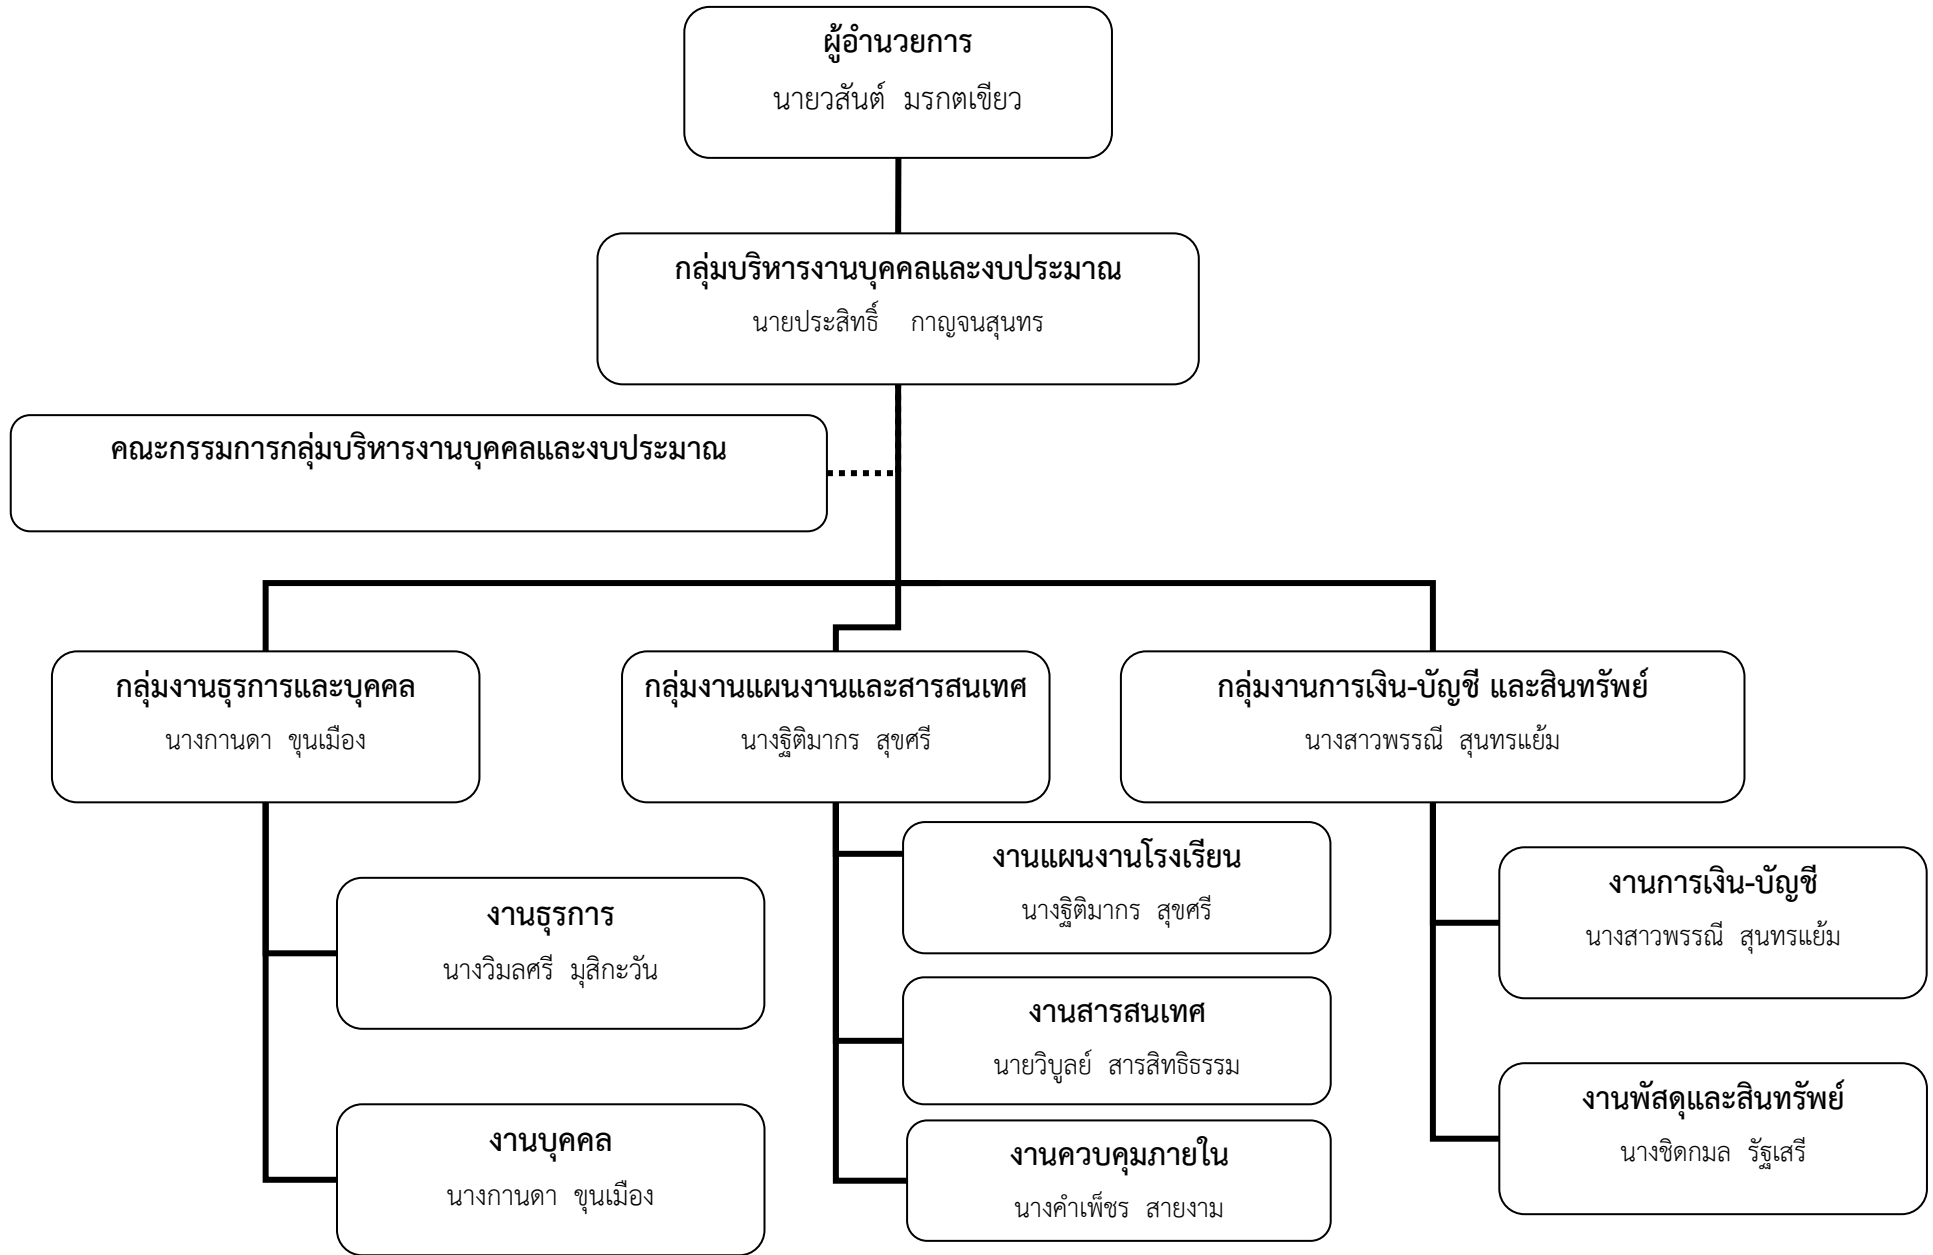 ผู้อำนวยการ
นายวสันต์ มรกตเขียว
กลุ่มบริหารงานบุคคลและงบประมาณ
นายประสิทธิ์ กาญจนสุนทร
คณะกรรมการกลุ่มบริหารงานบุคคลและงบประมาณ
กลุ่มงานธุรการและบุคคล
นางกานดา ขุนเมือง
กลุ่มงานแผนงานและสารสนเทศ
นางฐิติมากร สุขศรี
กลุ่มงานการเงิน-บัญชี และสินทรัพย์
นางสาวพรรณี สุนทรแย้ม
งานธุรการ
นางวิมลศรี มุสิกะวัน
งานบุคคล
นางกานดา ขุนเมือง
งานแผนงานโรงเรียน
นางฐิติมากร สุขศรี
งานสารสนเทศ
นายวิบูลย์ สารสิทธิธรรม
งานควบคุมภายใน
นางคำเพ็ชร สายงาม
งานการเงิน-บัญชี
นางสาวพรรณี สุนทรแย้ม
งานพัสดุและสินทรัพย์
นางชิดกมล รัฐเสรี